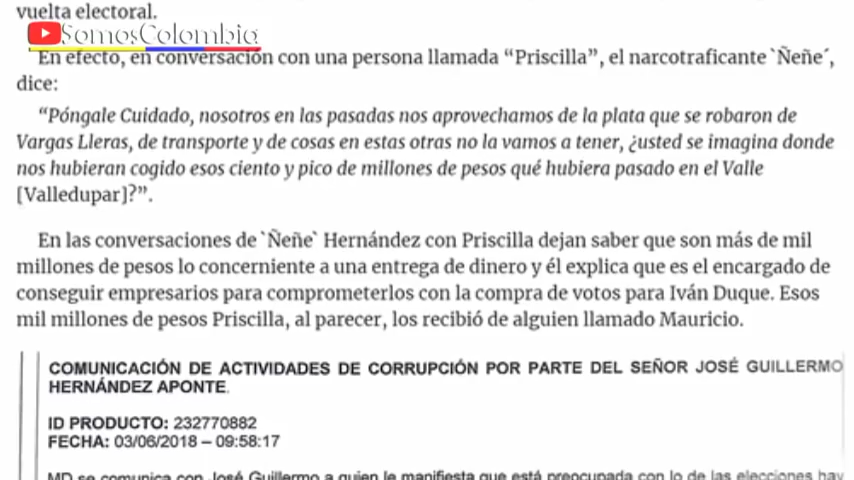 vuelta electoral.
SomosColombia
En efecto, en conversación con una persona llamada “Priscilla”, el narcotraficante `Ñeñe´,
dice:
“Póngale Cuidado, nosotros en las pasadas nos aprovechamos de la plata que se robaron de
Vargas Lleras, de transporte y de cosas en estas otras no la vamos a tener, ¿usted se imagina donde
nos hubieran cogido esos ciento y pico de millones de pesos qué hubiera pasado en el Valle
[Valledupar]?”.
En las conversaciones de `Ñeñe` Hernández con Priscilla dejan saber que son más de mil
millones de pesos lo concerniente a una entrega de dinero y él explica que es el encargado de
conseguir empresarios para comprometerlos con la compra de votos para Iván Duque. Esos
mil millones de pesos Priscilla, al parecer, los recibió de alguien llamado Mauricio.
COMUNICACIÓN DE ACTIVIDADES DE CORRUPCIÓN POR PARTE DEL SEÑOR JOSÉ GUILLERMO
HERNÁNDEZ APONTE.
ID PRODUCTO: 232770882
FECHA: 03/06/2018 – 09:58:17
MD se comunica con José Guillermo a quien le manifiesta que está preocupada con lo de las elecciones hay